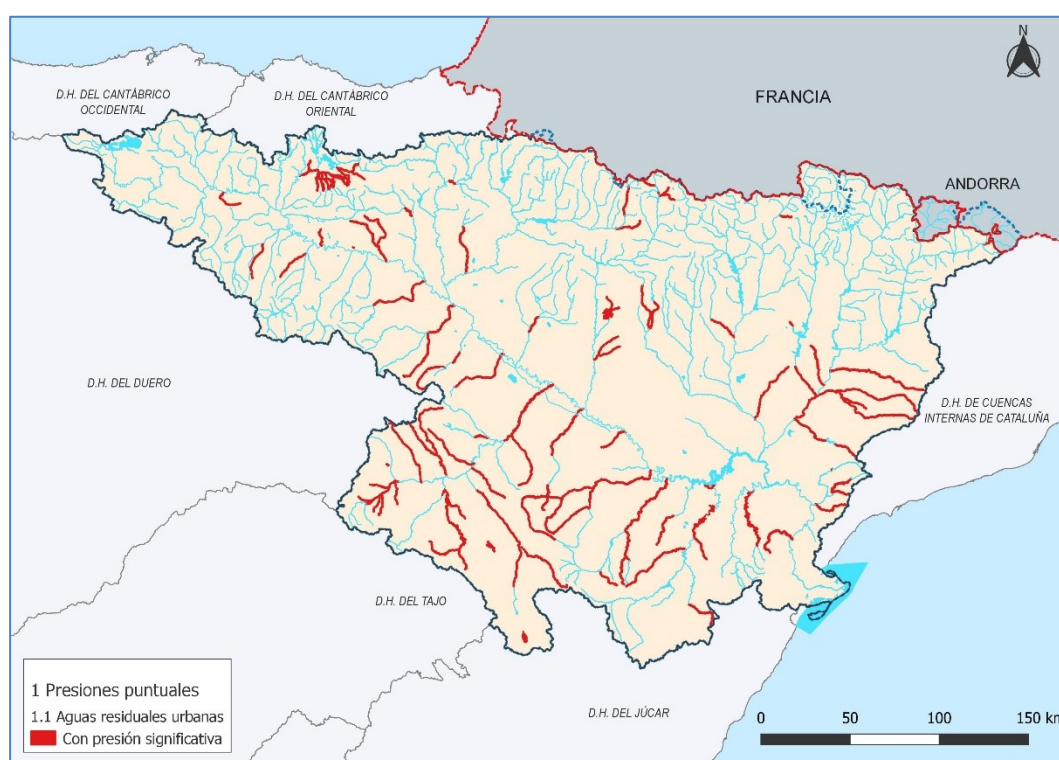 N
D.H. DEL CANTÁBRICO
OCCIDENTAL
D.H. DEL CANTÁBRICO
ORIENTAL
FRANCIA
ANDORRA
D.H. DEL DUERO
D.H. DE CUENCAS
INTERNAS DE CATALUÑA
D.H. DEL TAJO
D.H. DEL JÚCAR
1 Presiones puntuales
1.1 Aguas residuales urbanas
Con presión significativa
0 50 100 150 km